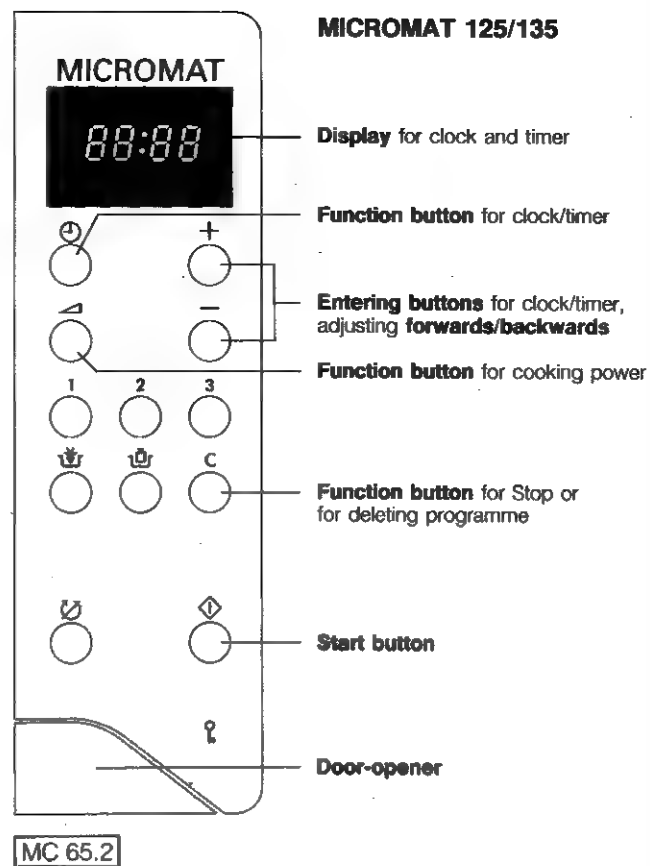 MICROMAT 125/135
MICROMAT
88:88
Display for clock and timer
Function button for clock/timer
+
Entering buttons for clock/timer,
adjusting forwards/backwards
−
Function button for cooking power
1 2 3
C
Function button for Stop or
for deleting programme
Start button
Door-opener
MC 65.2